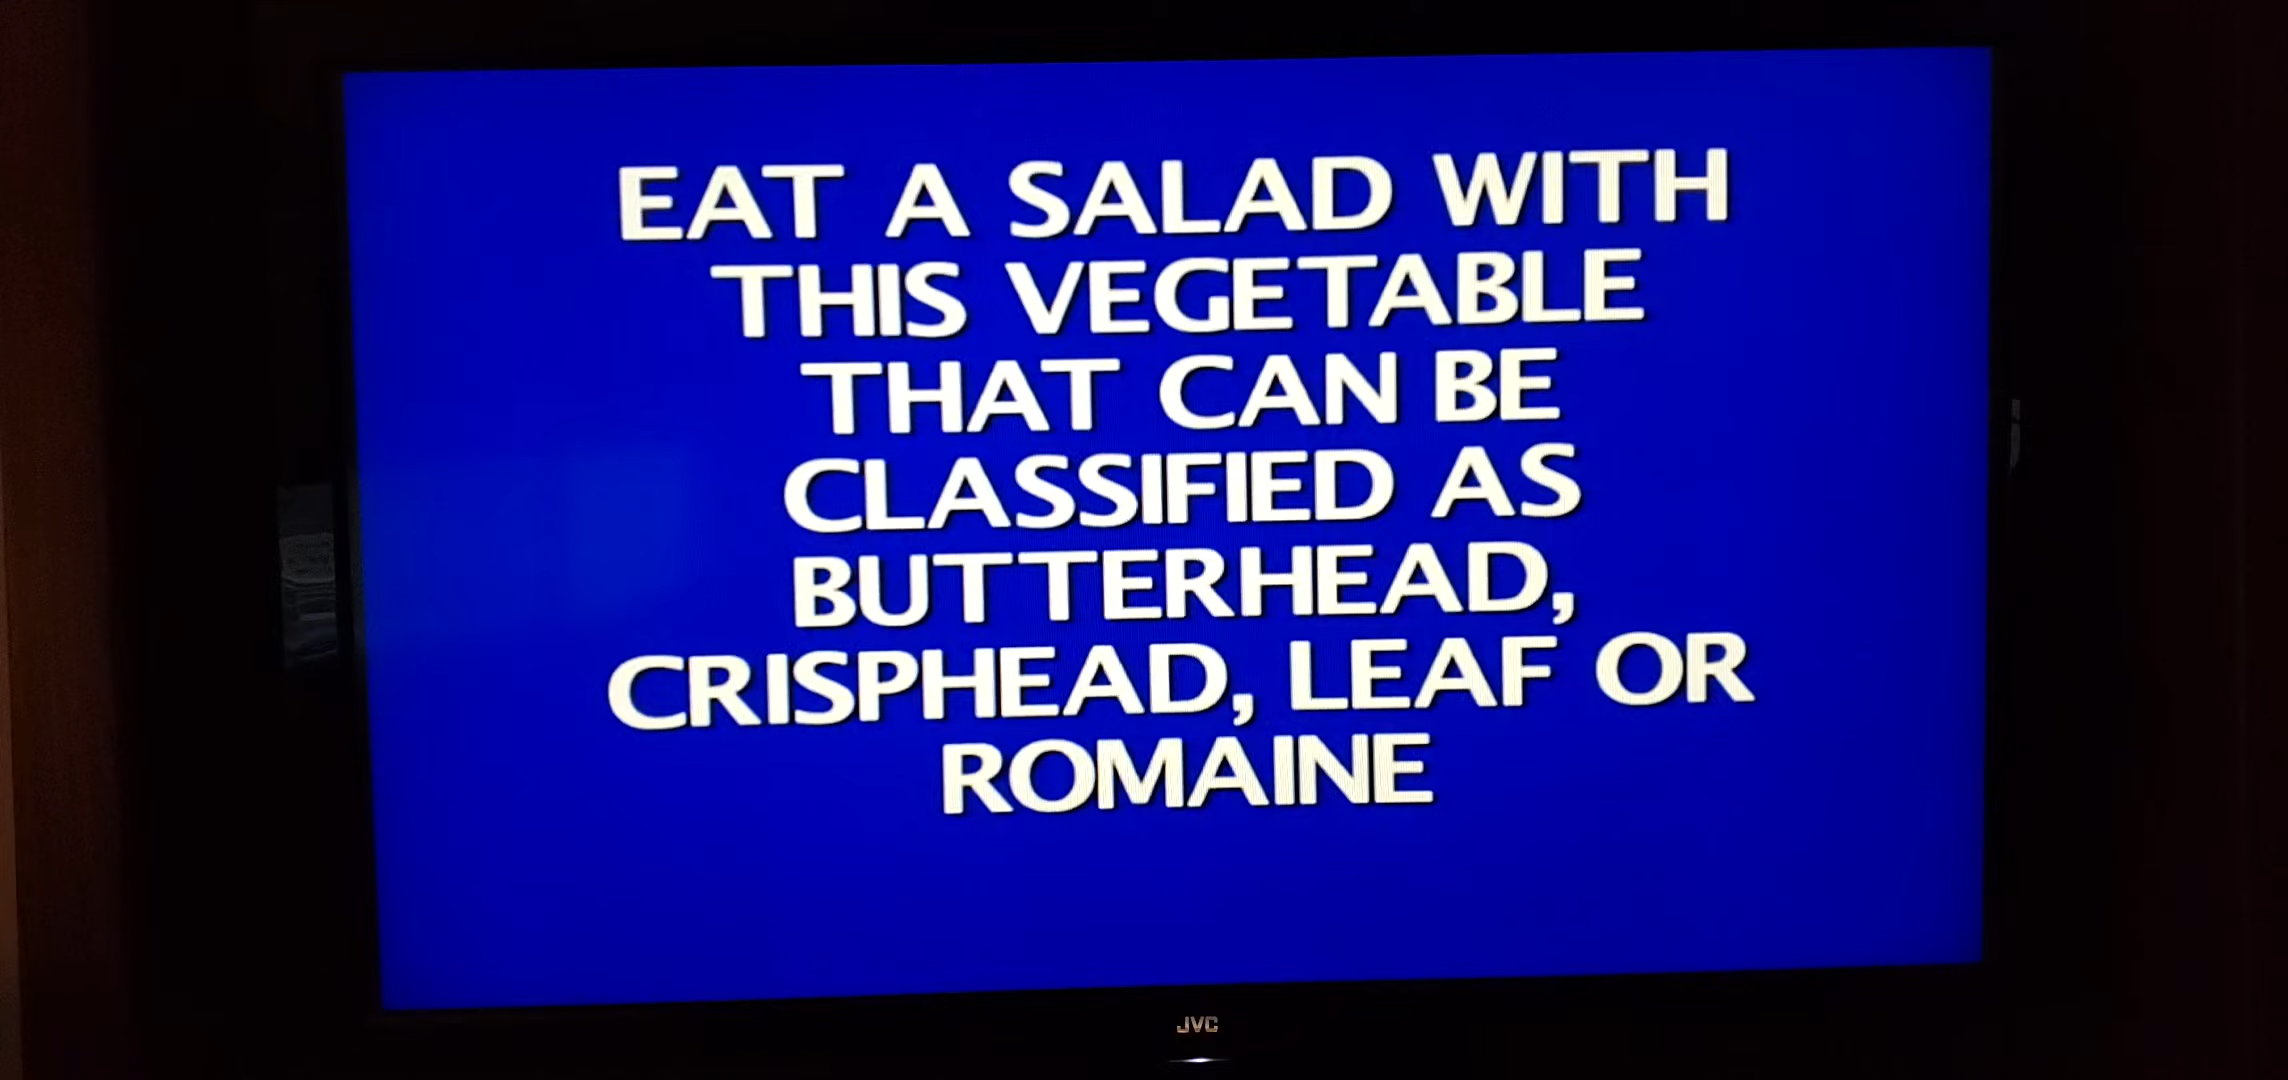 EAT A SALAD WITH
THIS VEGETABLE
THAT CAN BE
CLASSIFIED AS
BUTTERHEAD,
CRISPHEAD, LEAF OR
ROMAINE
JVC